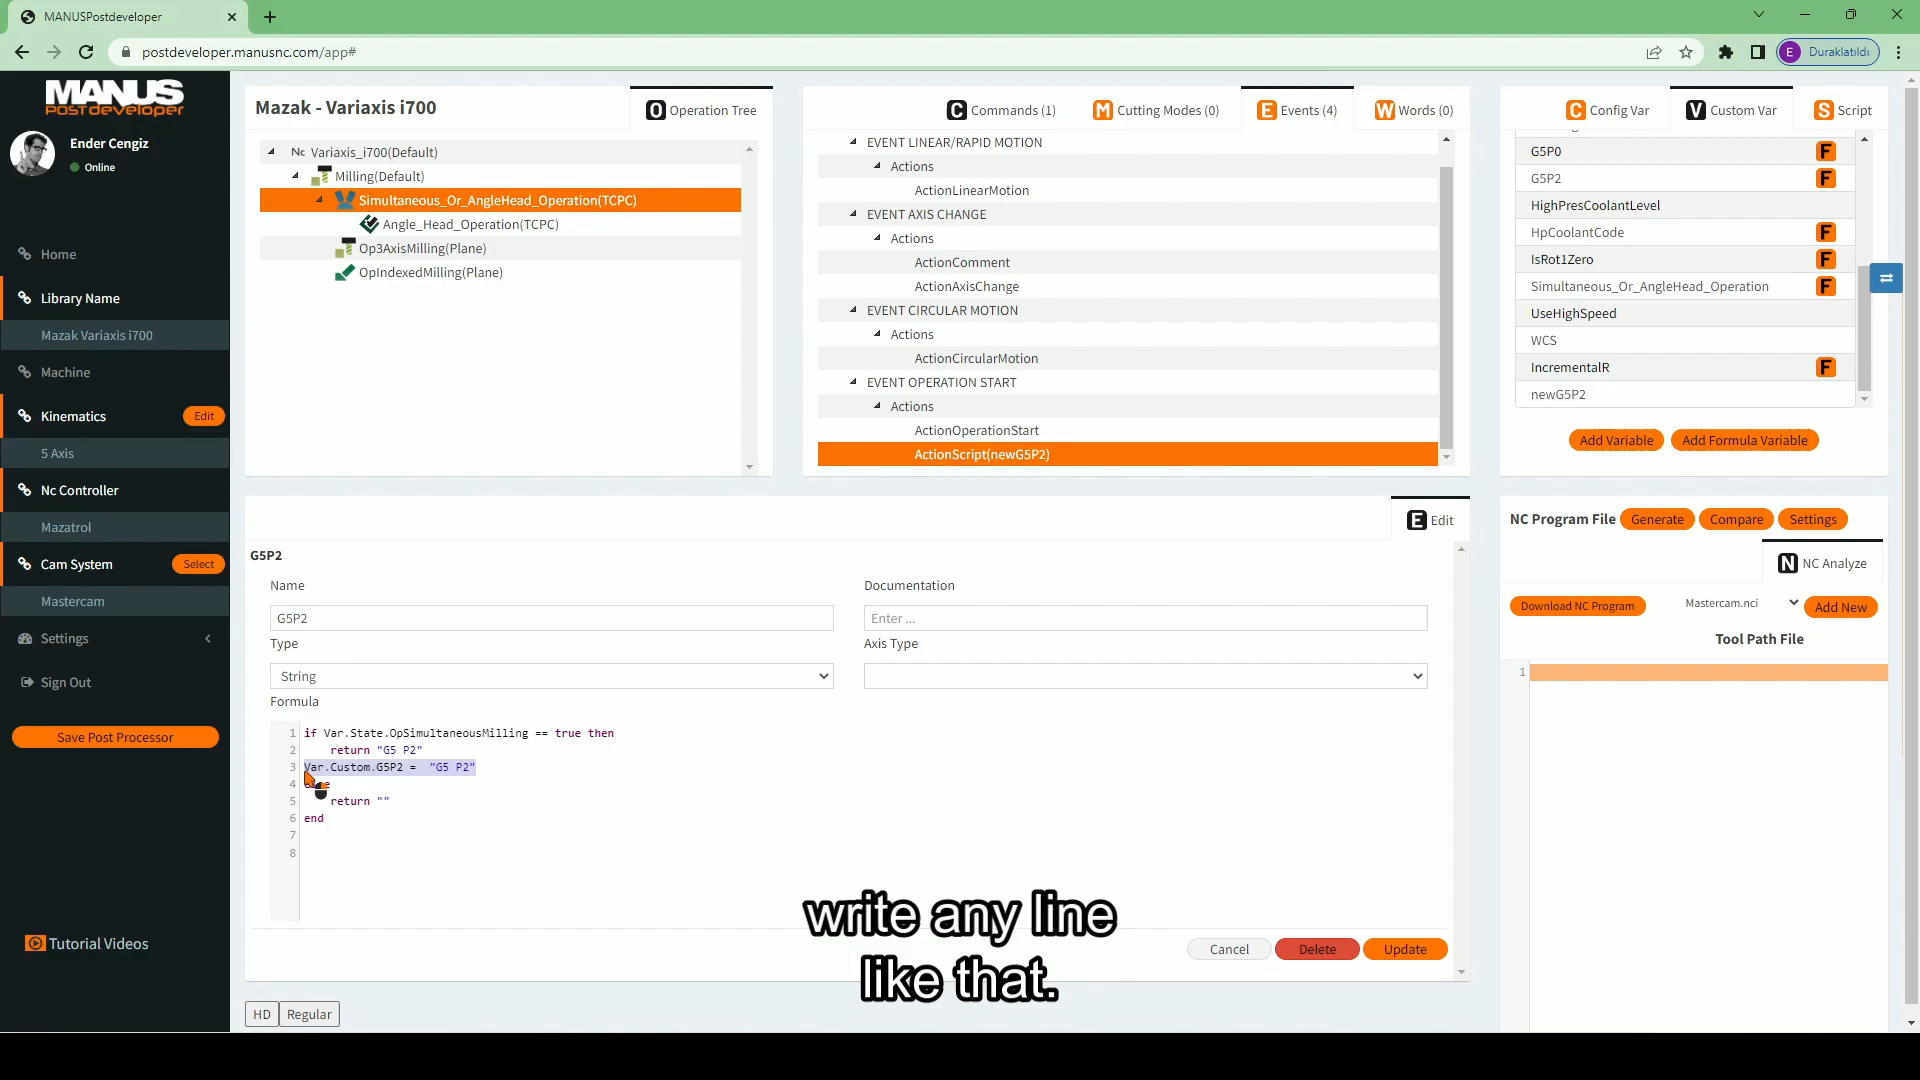 MANUSPostdeveloper
postdeveloper.manusnc.com/app#
E
Duraklatıldı
MANUS
POSTDEVELOPER
Ender Cengiz
Online
Home
Library Name
Mazak Variaxis i700
Machine
Kinematics
Edit
5 Axis
Nc Controller
Mazatrol
Cam System
Select
Mastercam
Settings
Sign Out
Save Post Processor
Tutorial Videos
Mazak - Variaxis i700
O Operation Tree
Nc Variaxis_i700(Default)
Milling(Default)
Simultaneous_Or_AngleHead_Operation(TCPC)
Angle_Head_Operation(TCPC)
Op3AxisMilling(Plane)
OpIndexedMilling(Plane)
C Commands (1)
M Cutting Modes (0)
E Events (4)
W Words (0)
EVENT LINEAR/RAPID MOTION
Actions
ActionLinearMotion
EVENT AXIS CHANGE
Actions
ActionComment
ActionAxisChange
EVENT CIRCULAR MOTION
Actions
ActionCircularMotion
EVENT OPERATION START
Actions
ActionOperationStart
ActionScript(newG5P2)
C Config Var
V Custom Var
S Script
G5P0 F
G5P2 F
HighPresCoolantLevel
HpCoolantCode F
IsRot1Zero F
Simultaneous_Or_AngleHead_Operation F
UseHighSpeed
WCS
IncrementalR F
newG5P2
Add Variable
Add Formula Variable
E Edit
G5P2
Name
Documentation
G5P2
Enter ...
Type
Axis Type
String
Formula
1 if Var.State.OpSimultaneousMilling == true then
2 return "G5 P2"
3 Var.Custom.G5P2 = "G5 P2"
4 else
5 return ""
6 end
7
8
Cancel
Delete
Update
HD
Regular
NC Program File
Generate
Compare
Settings
N NC Analyze
Download NC Program
Mastercam.nci
Add New
Tool Path File
1
write any line
like that.